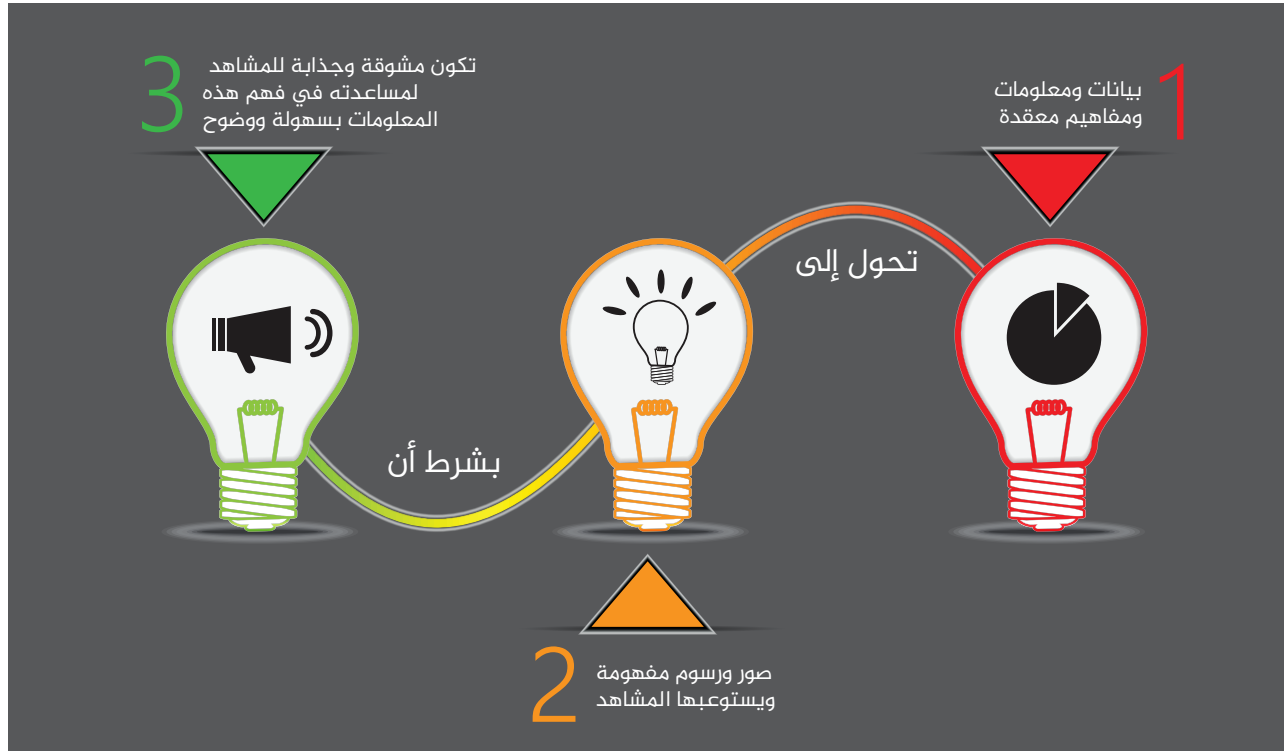 1
بيانات ومعلومات
ومفاهيم معقدة
تحول إلى
2
صور ورسوم مفهومة
ويستوعبها المشاهد
بشرط أن
3
تكون مشوقة وجذابة للمشاهد
لمساعدته في فهم هذه
المعلومات بسهولة ووضوح